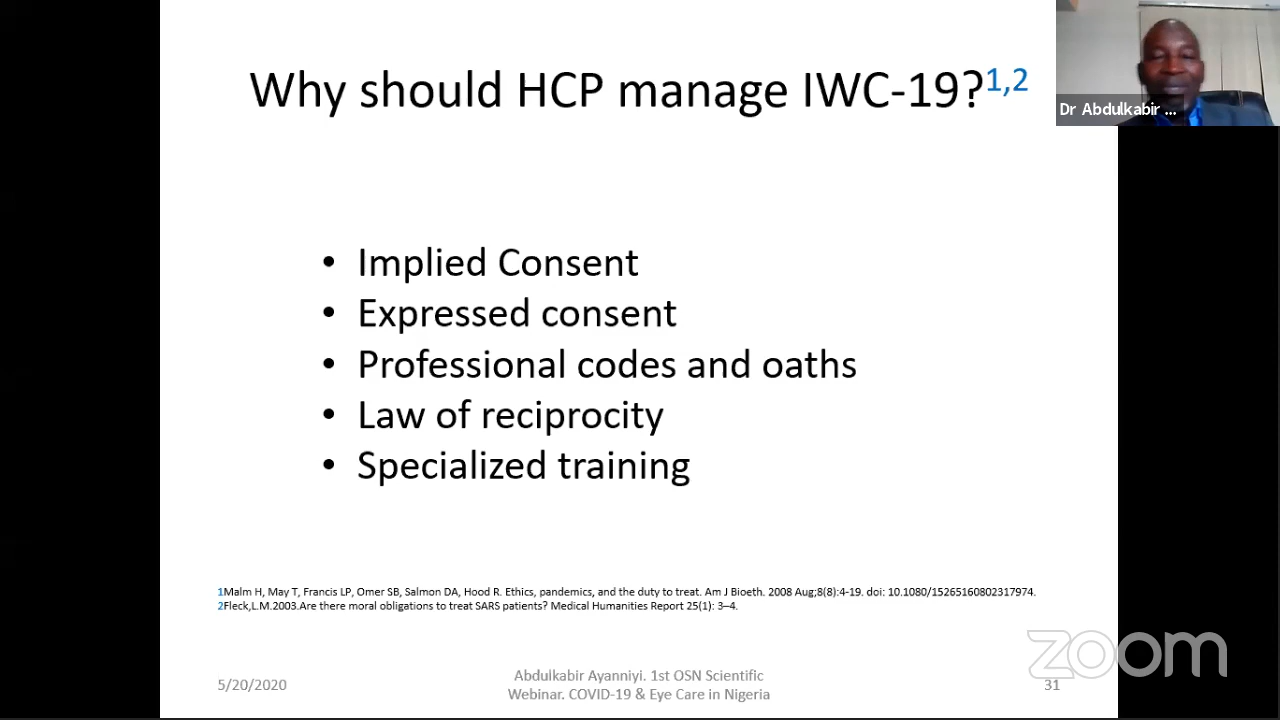 Why should HCP manage IWC-19?1,2
Dr Abdulkabir ...
• Implied Consent
• Expressed consent
• Professional codes and oaths
• Law of reciprocity
• Specialized training
1Malm H, May T, Francis LP, Omer SB, Salmon DA, Hood R. Ethics, pandemics, and the duty to treat. Am J Bioeth. 2008 Aug;8(8):4-19. doi: 10.1080/15265160802317974.
2Fleck,L.M.2003.Are there moral obligations to treat SARS patients? Medical Humanities Report 25(1): 3–4.
zoom
5/20/2020
Abdulkabir Ayanniyi. 1st OSN Scientific
Webinar. COVID-19 & Eye Care in Nigeria
31